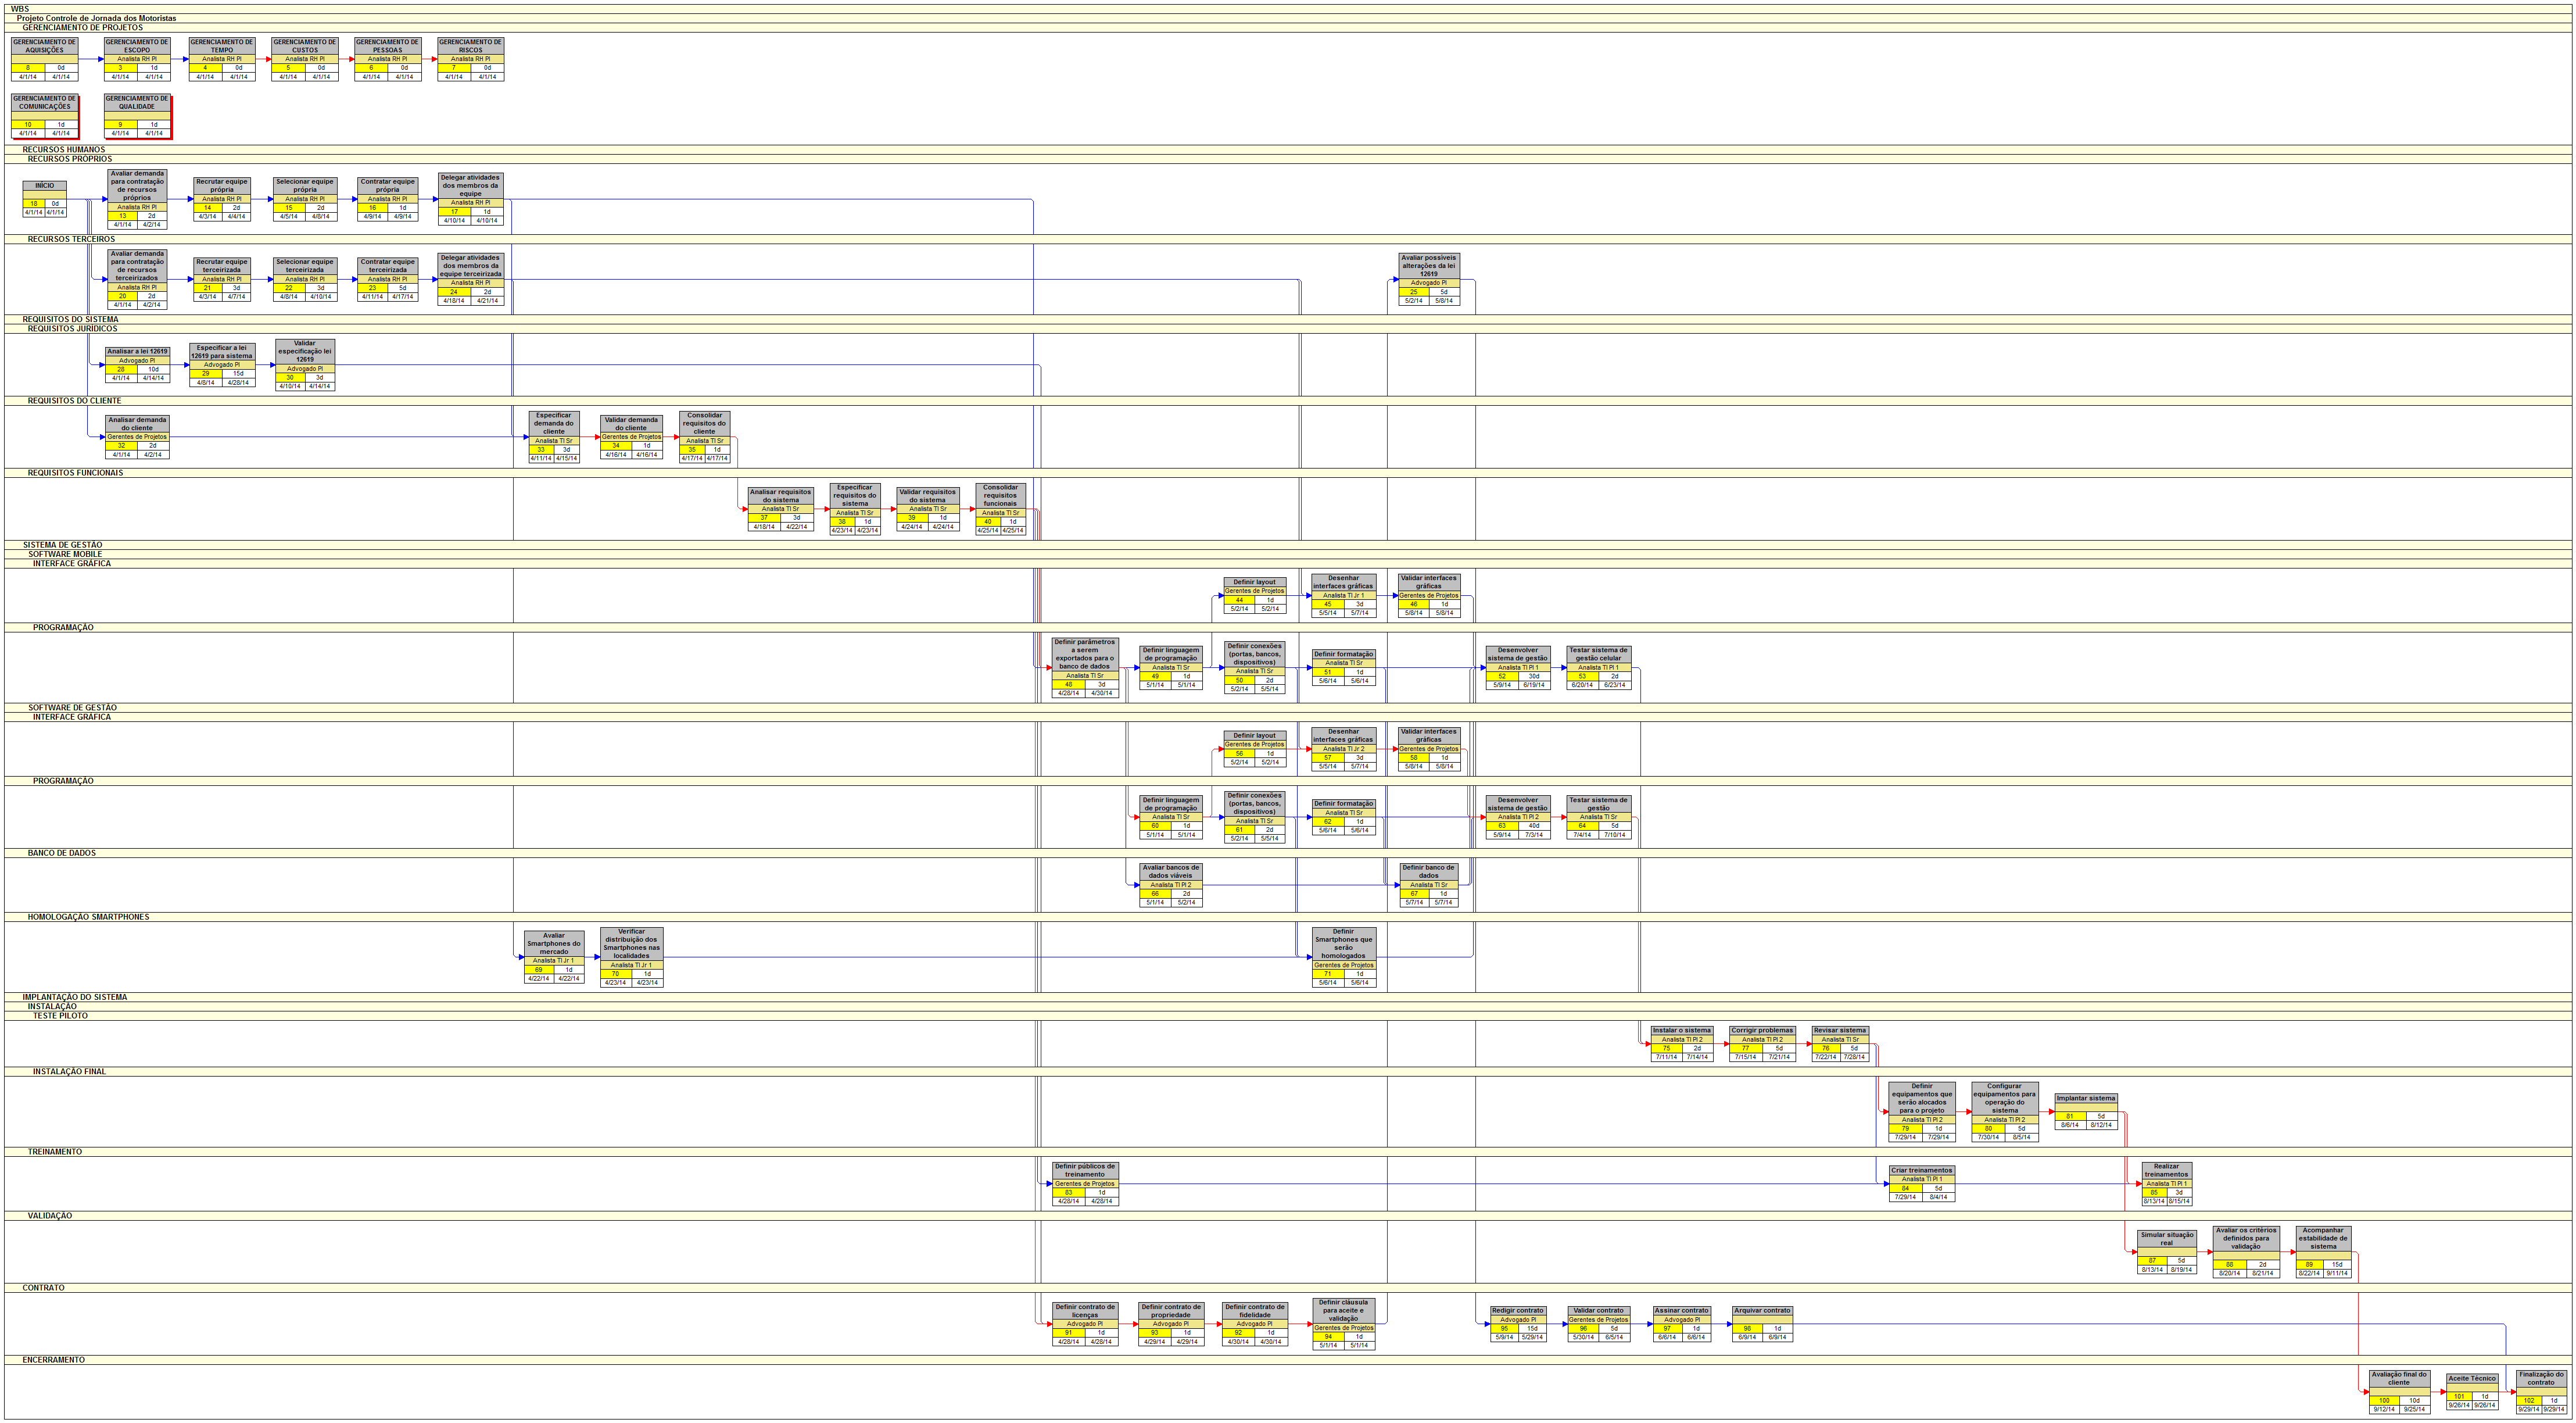 WBS
Projeto Controle de Jornada dos Motoristas
GERENCIAMENTO DE PROJETOS
GERENCIAMENTO DE
AQUISIÇÕES
8 0d
4/1/14 4/1/14
GERENCIAMENTO DE
ESCOPO
Analista RH Pl
3 1d
4/1/14 4/1/14
GERENCIAMENTO DE
TEMPO
Analista RH Pl
4 0d
4/1/14 4/1/14
GERENCIAMENTO DE
CUSTOS
Analista RH Pl
5 0d
4/1/14 4/1/14
GERENCIAMENTO DE
PESSOAS
Analista RH Pl
6 0d
4/1/14 4/1/14
GERENCIAMENTO DE
RISCOS
Analista RH Pl
7 0d
4/1/14 4/1/14
GERENCIAMENTO DE
COMUNICAÇÕES
10 1d
4/1/14 4/1/14
GERENCIAMENTO DE
QUALIDADE
9 1d
4/1/14 4/1/14
RECURSOS HUMANOS
RECURSOS PRÓPRIOS
INÍCIO
18 0d
4/1/14 4/1/14
Avaliar demanda
para contratação
de recursos
próprios
Analista RH Pl
13 2d
4/1/14 4/2/14
Recrutar equipe
própria
Analista RH Pl
14 2d
4/3/14 4/4/14
Selecionar equipe
própria
Analista RH Pl
15 2d
4/5/14 4/8/14
Contratar equipe
própria
Analista RH Pl
16 1d
4/9/14 4/9/14
Delegar atividades
dos membros da
equipe
Analista RH Pl
17 1d
4/10/14 4/10/14
RECURSOS TERCEIROS
Avaliar demanda
para contratação
de recursos
terceirizados
Analista RH Pl
20 2d
4/1/14 4/2/14
Recrutar equipe
terceirizada
Analista RH Pl
21 3d
4/3/14 4/7/14
Selecionar equipe
terceirizada
Analista RH Pl
22 3d
4/8/14 4/10/14
Contratar equipe
terceirizada
Analista RH Pl
23 5d
4/11/14 4/17/14
Delegar atividades
dos membros da
equipe terceirizada
Analista RH Pl
24 2d
4/18/14 4/21/14
Avaliar possíveis
alterações da lei
12619
Advogado Pl
25 5d
5/2/14 5/8/14
REQUISITOS DO SISTEMA
REQUISITOS JURÍDICOS
Analisar a lei 12619
Advogado Pl
28 10d
4/1/14 4/14/14
Especificar a lei
12619 para sistema
Advogado Pl
29 15d
4/8/14 4/28/14
Validar
especificação lei
12619
Advogado Pl
30 3d
4/10/14 4/14/14
REQUISITOS DO CLIENTE
Analisar demanda
do cliente
Gerentes de Projetos
32 2d
4/1/14 4/2/14
Especificar
demanda do
cliente
Analista TI Sr
33 3d
4/11/14 4/15/14
Validar demanda
do cliente
Gerentes de Projetos
34 1d
4/16/14 4/16/14
Consolidar
requisitos do
cliente
Analista TI Sr
35 1d
4/17/14 4/17/14
REQUISITOS FUNCIONAIS
Analisar requisitos
do sistema
Analista TI Sr
37 3d
4/18/14 4/22/14
Especificar
requisitos do
sistema
Analista TI Sr
38 1d
4/23/14 4/23/14
Validar requisitos
do sistema
Analista TI Sr
39 1d
4/24/14 4/24/14
Consolidar
requisitos
funcionais
Analista TI Sr
40 1d
4/25/14 4/25/14
SISTEMA DE GESTÃO
SOFTWARE MOBILE
INTERFACE GRÁFICA
Definir layout
Gerentes de Projetos
44 1d
5/2/14 5/2/14
Desenhar
interfaces gráficas
Analista TI Jr 1
45 3d
5/5/14 5/7/14
Validar interfaces
gráficas
Gerentes de Projetos
46 1d
5/8/14 5/8/14
PROGRAMAÇÃO
Definir parâmetros
a serem
exportados para o
banco de dados
Analista TI Sr
48 3d
4/28/14 4/30/14
Definir linguagem
de programação
Analista TI Sr
49 1d
5/1/14 5/1/14
Definir conexões
(portas, bancos,
dispositivos)
Analista TI Sr
50 2d
5/2/14 5/5/14
Definir formatação
Analista TI Sr
51 1d
5/6/14 5/6/14
Desenvolver
sistema de gestão
Analista TI Pl 1
52 30d
5/9/14 6/19/14
Testar sistema de
gestão celular
Analista TI Pl 1
53 2d
6/20/14 6/23/14
SOFTWARE DE GESTÃO
INTERFACE GRÁFICA
Definir layout
Gerentes de Projetos
56 1d
5/2/14 5/2/14
Desenhar
interfaces gráficas
Analista TI Jr 2
57 3d
5/5/14 5/7/14
Validar interfaces
gráficas
Gerentes de Projetos
58 1d
5/8/14 5/8/14
PROGRAMAÇÃO
Definir linguagem
de programação
Analista TI Sr
60 1d
5/1/14 5/1/14
Definir conexões
(portas, bancos,
dispositivos)
Analista TI Sr
61 2d
5/2/14 5/5/14
Definir formatação
Analista TI Sr
62 1d
5/6/14 5/6/14
Desenvolver
sistema de gestão
Analista TI Pl 2
63 40d
5/9/14 7/3/14
Testar sistema de
gestão
Analista TI Sr
64 5d
7/4/14 7/10/14
BANCO DE DADOS
Avaliar bancos de
dados viáveis
Analista TI Pl 2
66 2d
5/1/14 5/2/14
Definir banco de
dados
Analista TI Sr
67 1d
5/7/14 5/7/14
HOMOLOGAÇÃO SMARTPHONES
Avaliar
Smartphones do
mercado
Analista TI Jr 1
69 1d
4/22/14 4/22/14
Verificar
distribuição dos
Smartphones nas
localidades
Analista TI Jr 1
70 1d
4/23/14 4/23/14
Definir
Smartphones que
serão
homologados
Gerentes de Projetos
71 1d
5/6/14 5/6/14
IMPLANTAÇÃO DO SISTEMA
INSTALAÇÃO
TESTE PILOTO
Instalar o sistema
Analista TI Pl 2
75 2d
7/11/14 7/14/14
Corrigir problemas
Analista TI Pl 2
77 5d
7/15/14 7/21/14
Revisar sistema
Analista TI Sr
76 5d
7/22/14 7/28/14
INSTALAÇÃO FINAL
Definir
equipamentos que
serão alocados
para o projeto
Analista TI Pl 2
79 1d
7/29/14 7/29/14
Configurar
equipamentos para
operação do
sistema
Analista TI Pl 2
80 5d
7/30/14 8/5/14
Implantar sistema
81 5d
8/6/14 8/12/14
TREINAMENTO
Definir públicos de
treinamento
Gerentes de Projetos
83 1d
4/28/14 4/28/14
Criar treinamentos
Analista TI Pl 1
84 5d
7/29/14 8/4/14
Realizar
treinamentos
Analista TI Pl 1
85 3d
8/13/14 8/15/14
VALIDAÇÃO
Simular situação
real
87 5d
8/13/14 8/19/14
Avaliar os critérios
definidos para
validação
88 2d
8/20/14 8/21/14
Acompanhar
estabilidade de
sistema
89 15d
8/22/14 9/11/14
CONTRATO
Definir contrato de
licenças
Advogado Pl
91 1d
4/28/14 4/28/14
Definir contrato de
propriedade
Advogado Pl
93 1d
4/29/14 4/29/14
Definir contrato de
fidelidade
Advogado Pl
92 1d
4/30/14 4/30/14
Definir cláusula
para aceite e
validação
Gerentes de Projetos
94 1d
5/1/14 5/1/14
Redigir contrato
Advogado Pl
95 15d
5/9/14 5/29/14
Validar contrato
Gerentes de Projetos
96 5d
5/30/14 6/5/14
Assinar contrato
Advogado Pl
97 1d
6/6/14 6/6/14
Arquivar contrato
98 1d
6/9/14 6/9/14
ENCERRAMENTO
Avaliação final do
cliente
100 10d
9/12/14 9/25/14
Aceite Técnico
101 1d
9/26/14 9/26/14
Finalização do
contrato
102 1d
9/29/14 9/29/14